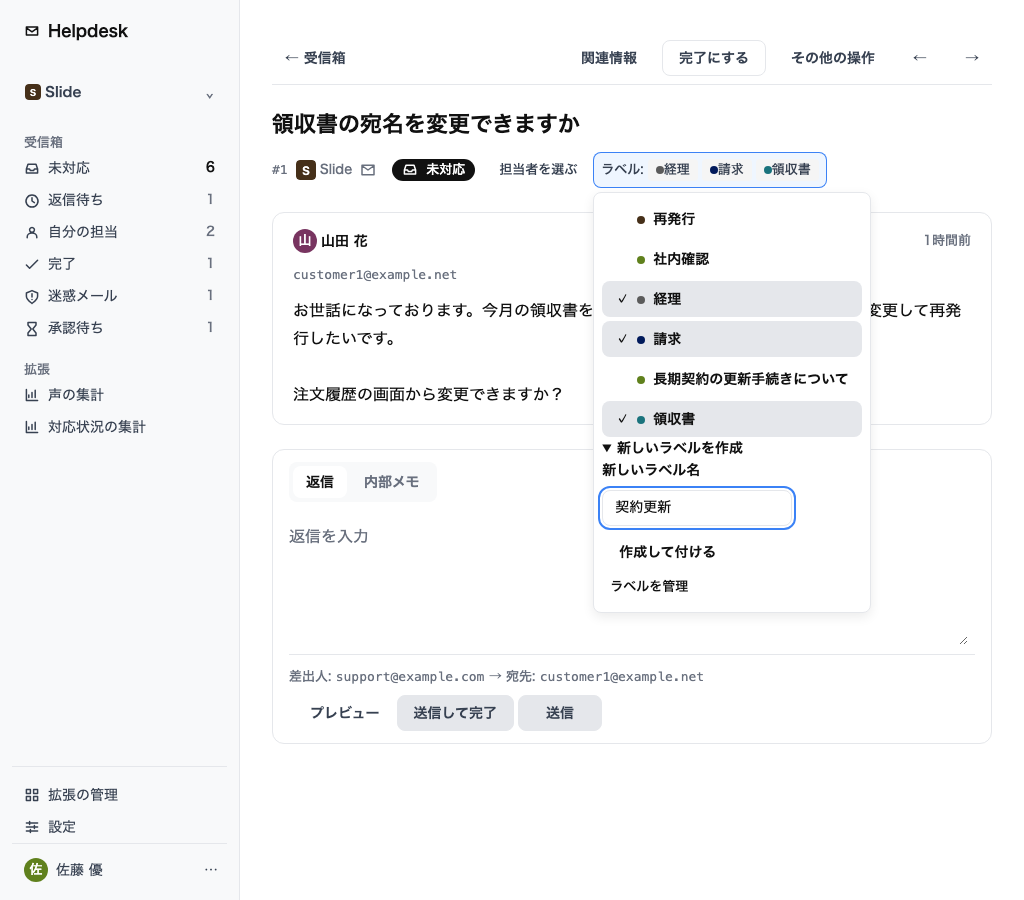 Helpdesk
S Slide
受信箱
未対応 6
返信待ち 1
自分の担当 2
完了 1
迷惑メール 1
承認待ち 1
拡張
声の集計
対応状況の集計
拡張の管理
設定
佐 佐藤 優 …
← 受信箱 関連情報 完了にする その他の操作 ← →
領収書の宛名を変更できますか
#1 S Slide 未対応 担当者を選ぶ ラベル: 経理 請求 領収書
山 山田 花 1時間前
customer1@example.net
お世話になっております。今月の領収書を 変更して再発
行したいです。
注文履歴の画面から変更できますか？
再発行
社内確認
✓ 経理
✓ 請求
長期契約の更新手続きについて
✓ 領収書
▼ 新しいラベルを作成
新しいラベル名
契約更新
作成して付ける
ラベルを管理
返信 内部メモ
返信を入力
差出人: support@example.com → 宛先: customer1@example.net
プレビュー 送信して完了 送信